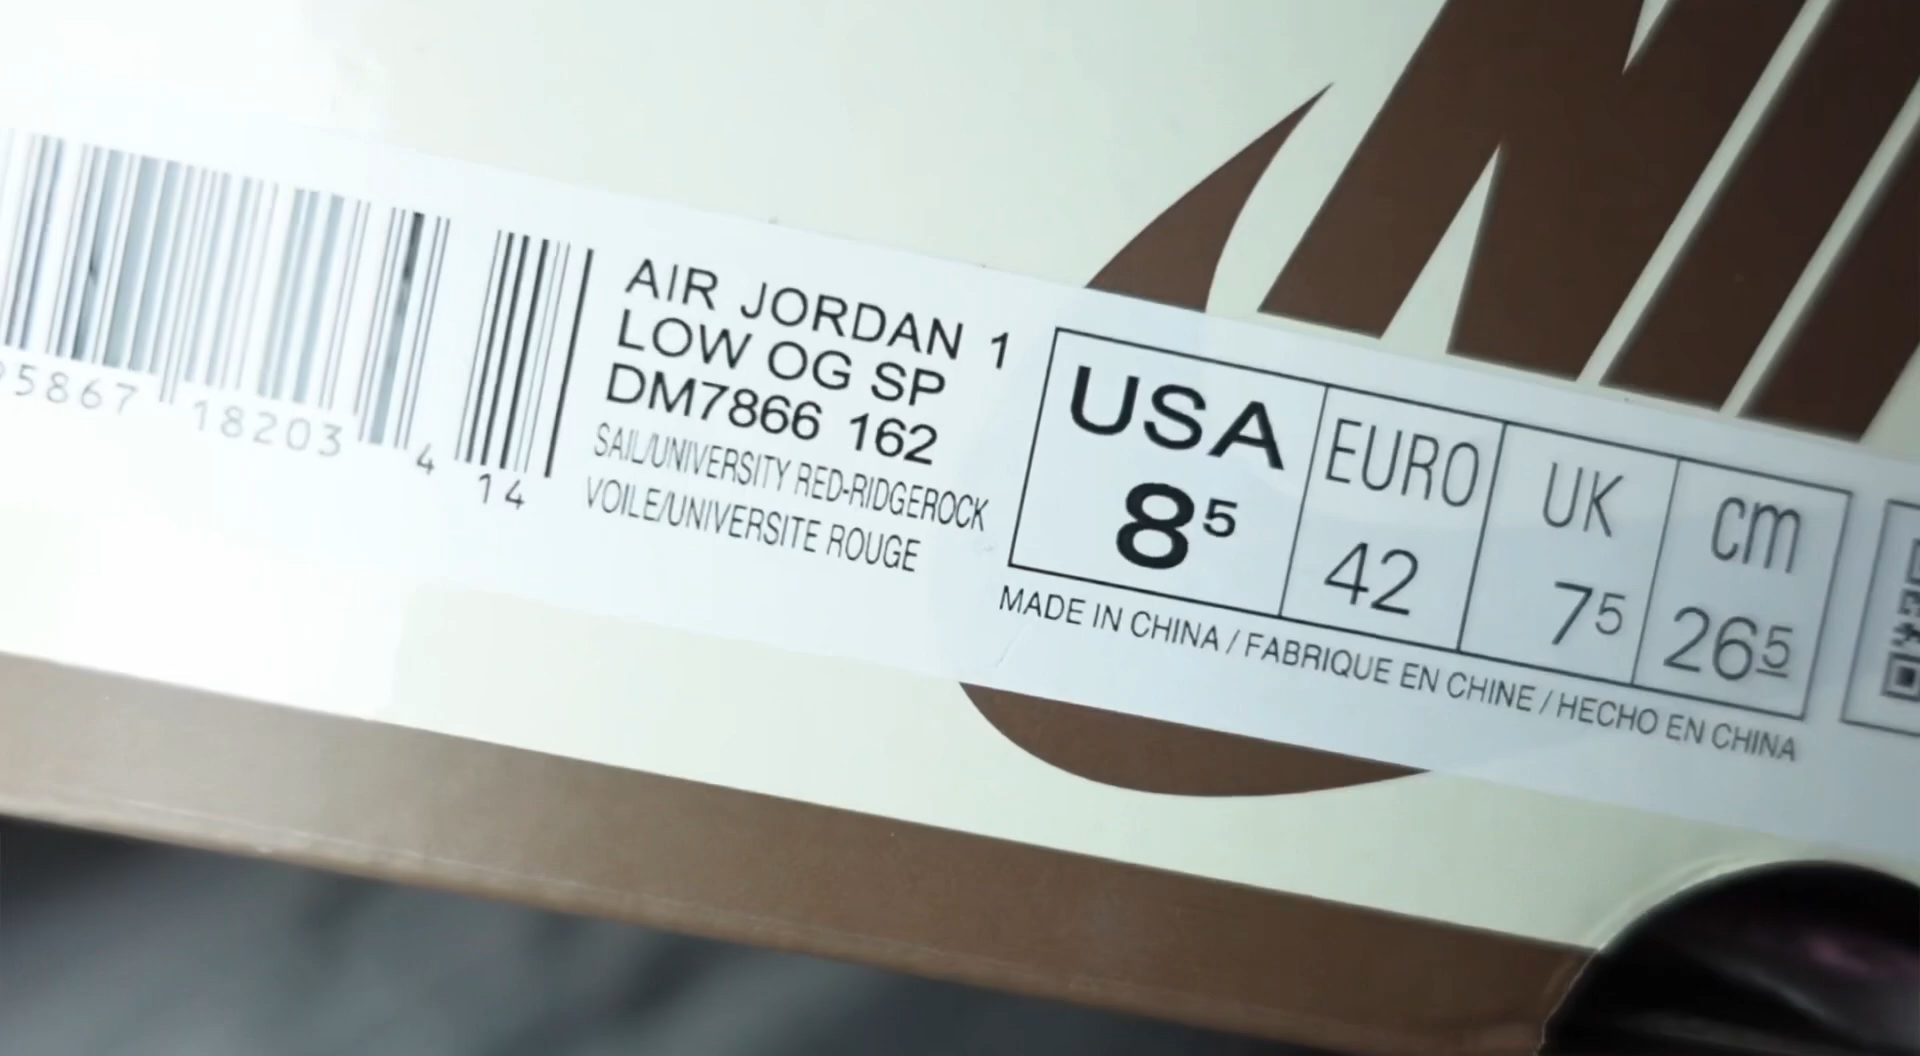 5867 18203 4 14
AIR JORDAN 1
LOW OG SP
DM7866 162
SAIL/UNIVERSITY RED-RIDGEROCK
VOILE/UNIVERSITE ROUGE
USA EURO UK cm
8⁵ 42 7⁵ 26⁵
MADE IN CHINA / FABRIQUE EN CHINE / HECHO EN CHINA